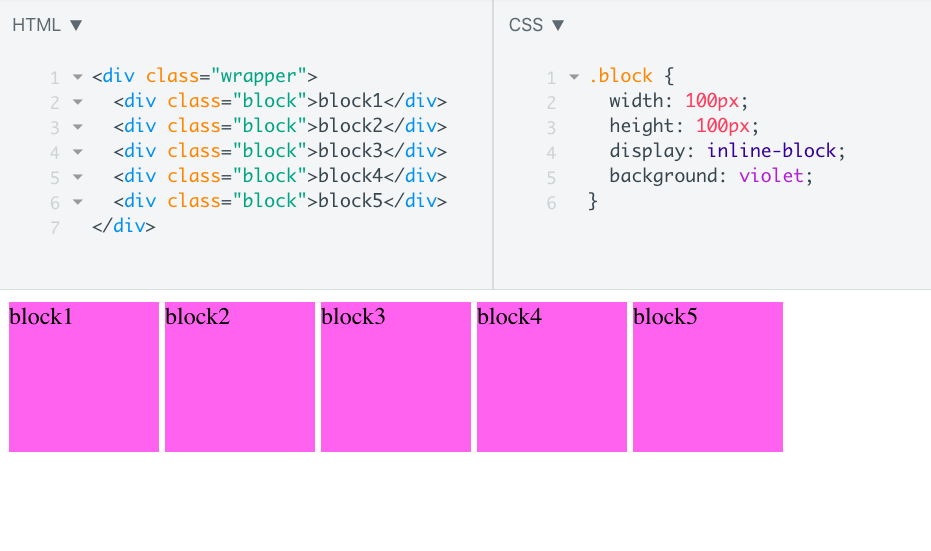 HTML ▼
1 <div class="wrapper">
2 <div class="block">block1</div>
3 <div class="block">block2</div>
4 <div class="block">block3</div>
5 <div class="block">block4</div>
6 <div class="block">block5</div>
7 </div>
CSS ▼
1 .block {
2 width: 100px;
3 height: 100px;
4 display: inline-block;
5 background: violet;
6 }
block1 block2 block3 block4 block5